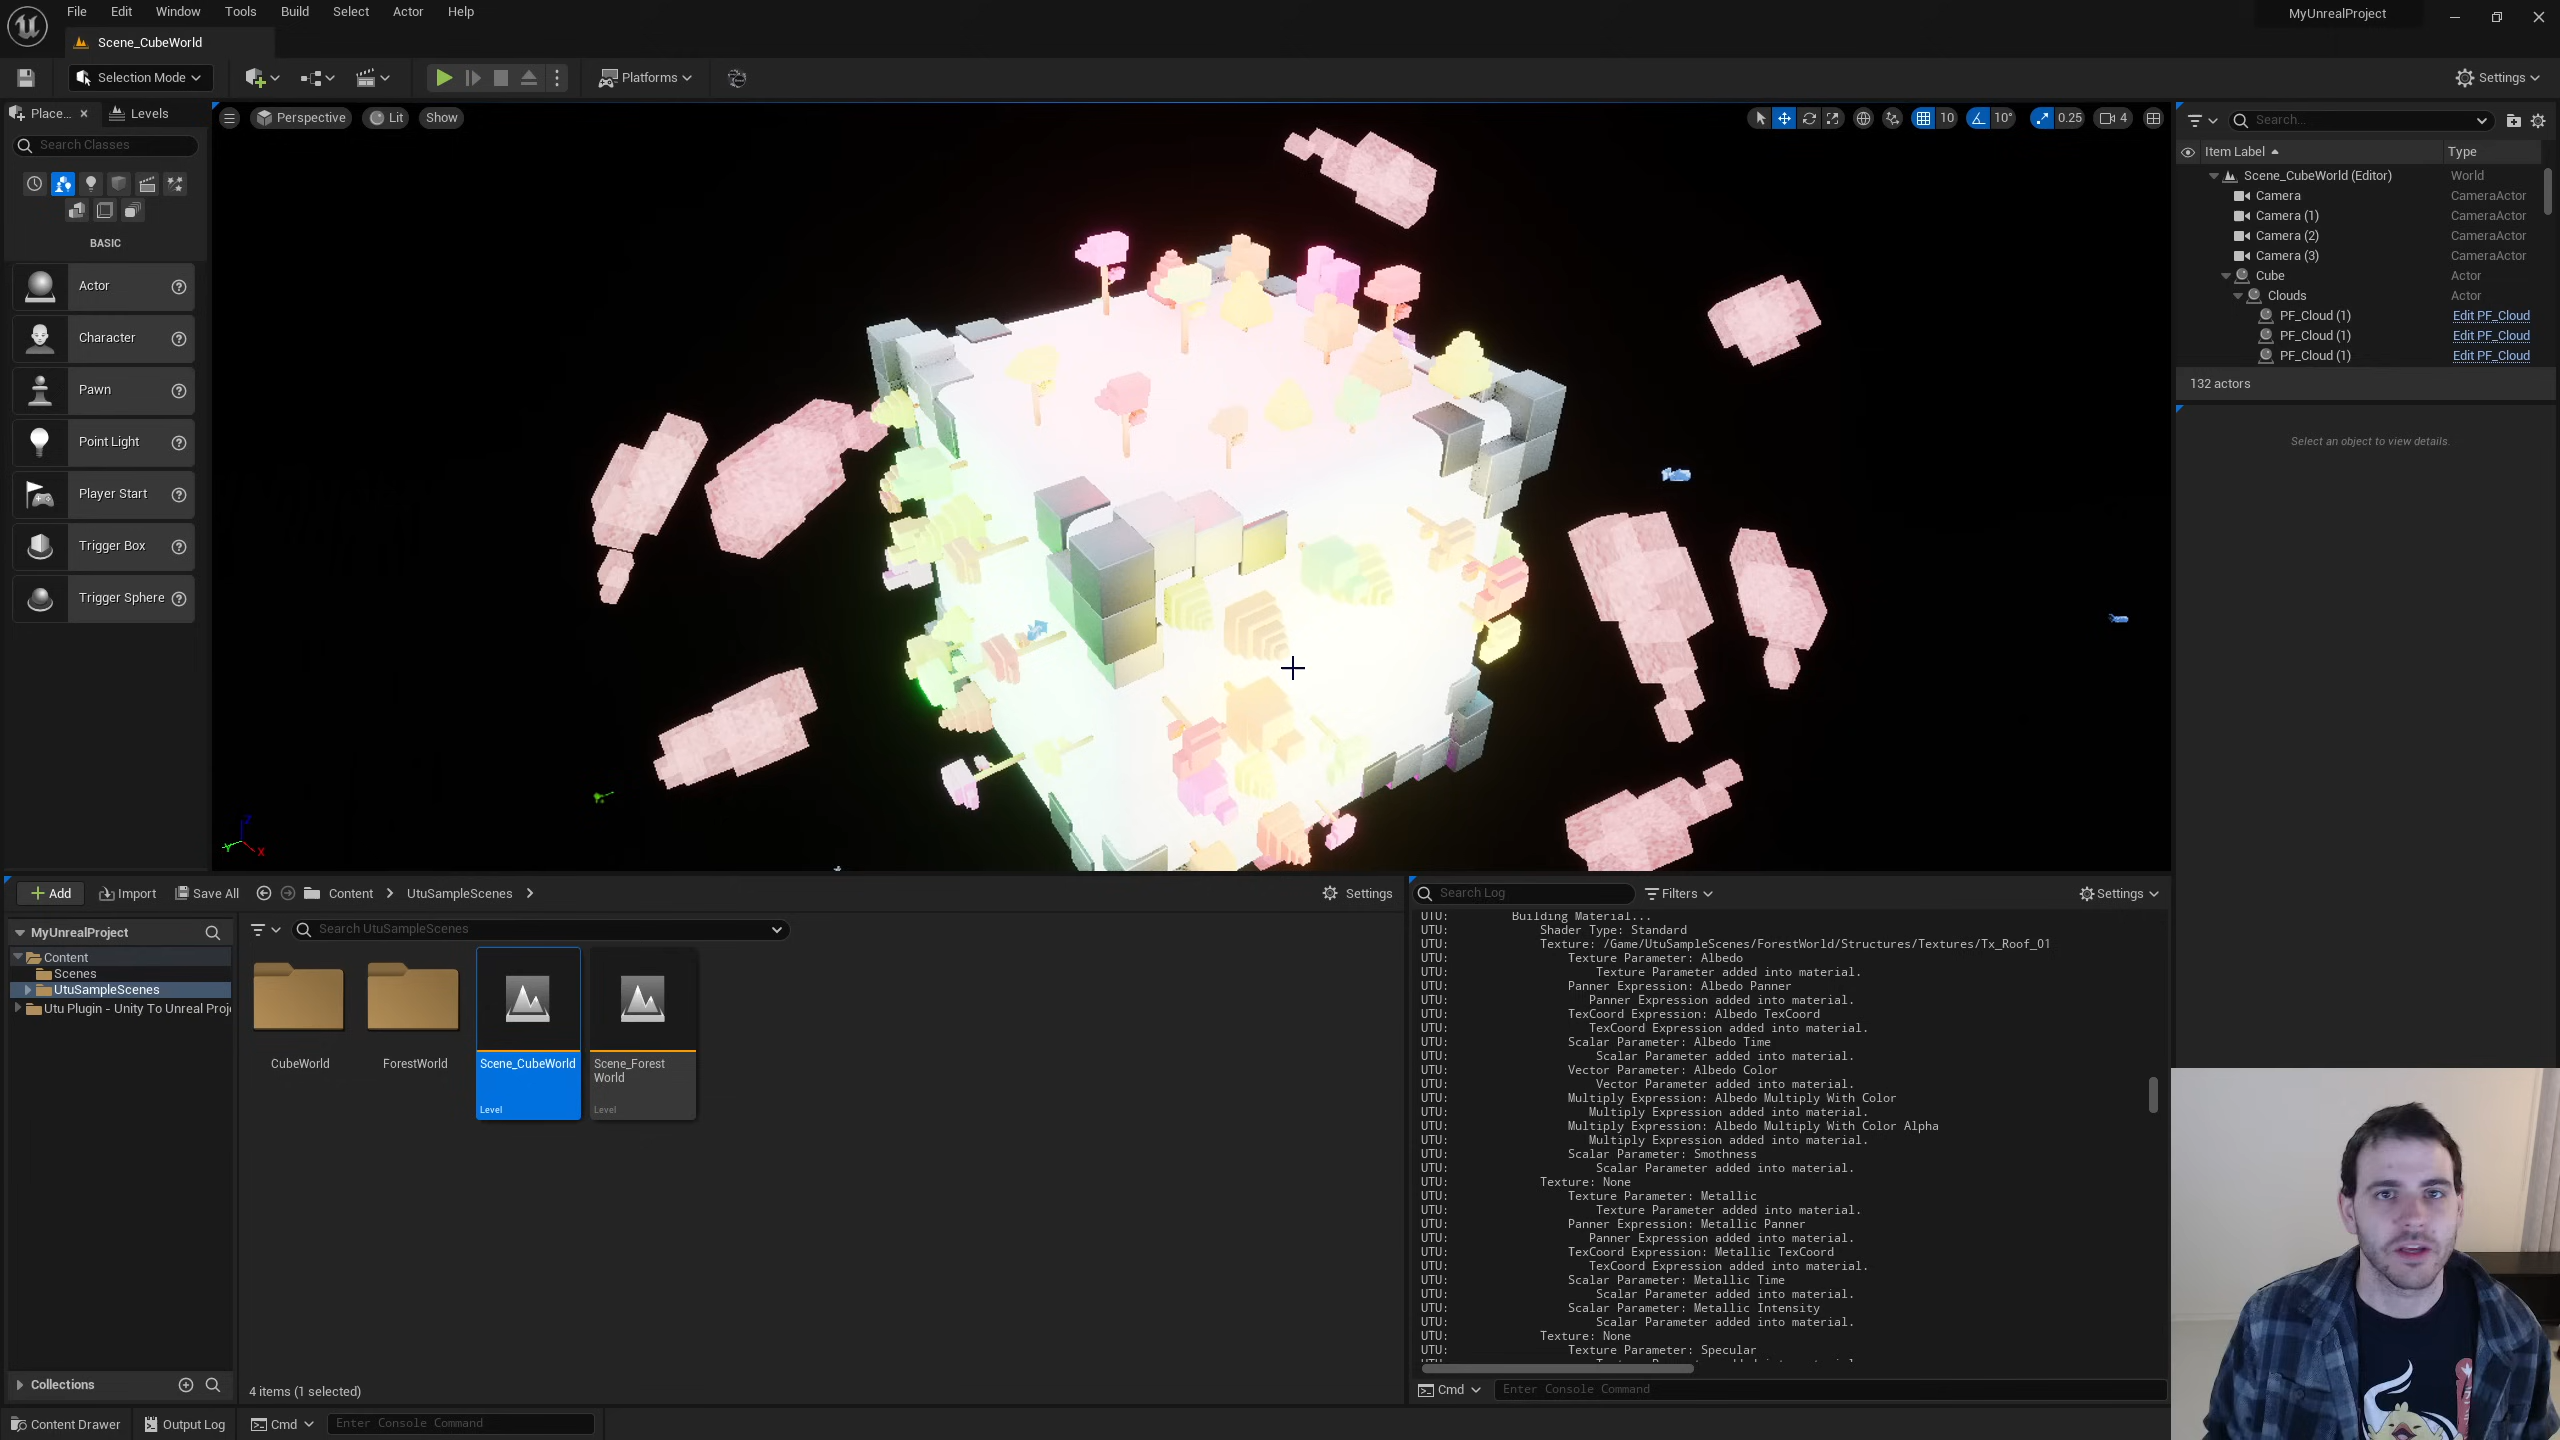 File Edit Window Tools Build Select Actor Help
MyUnrealProject
Scene_CubeWorld
Selection Mode
Platforms
Settings
Place...
Levels
Search Classes
BASIC
Actor
Character
Pawn
Point Light
Player Start
Trigger Box
Trigger Sphere
Perspective Lit Show
10 10° 0.25 4
Z
Y
X
Search...
Item Label Type
Scene_CubeWorld (Editor) World
Camera CameraActor
Camera (1) CameraActor
Camera (2) CameraActor
Camera (3) CameraActor
Cube Actor
Clouds Actor
PF_Cloud (1) Edit PF_Cloud
PF_Cloud (1) Edit PF_Cloud
PF_Cloud (1) Edit PF_Cloud
132 actors
Select an object to view details.
Add Import Save All Content UtuSampleScenes Settings
MyUnrealProject
Content
Scenes
UtuSampleScenes
Utu Plugin - Unity To Unreal Proj
Collections
Search UtuSampleScenes
CubeWorld
ForestWorld
Scene_CubeWorld
Level
Scene_Forest
World
Level
4 items (1 selected)
Search Log Filters Settings
UTU: Building Material...
UTU: Shader Type: Standard
UTU: Texture: /Game/UtuSampleScenes/ForestWorld/Structures/Textures/Tx_Roof_01
UTU: Texture Parameter: Albedo
UTU: Texture Parameter added into material.
UTU: Panner Expression: Albedo Panner
UTU: Panner Expression added into material.
UTU: TexCoord Expression: Albedo TexCoord
UTU: TexCoord Expression added into material.
UTU: Scalar Parameter: Albedo Time
UTU: Scalar Parameter added into material.
UTU: Vector Parameter: Albedo Color
UTU: Vector Parameter added into material.
UTU: Multiply Expression: Albedo Multiply With Color
UTU: Multiply Expression added into material.
UTU: Multiply Expression: Albedo Multiply With Color Alpha
UTU: Multiply Expression added into material.
UTU: Scalar Parameter: Smothness
UTU: Scalar Parameter added into material.
UTU: Texture: None
UTU: Texture Parameter: Metallic
UTU: Texture Parameter added into material.
UTU: Panner Expression: Metallic Panner
UTU: Panner Expression added into material.
UTU: TexCoord Expression: Metallic TexCoord
UTU: TexCoord Expression added into material.
UTU: Scalar Parameter: Metallic Time
UTU: Scalar Parameter added into material.
UTU: Scalar Parameter: Metallic Intensity
UTU: Scalar Parameter added into material.
UTU: Texture: None
UTU: Texture Parameter: Specular
Cmd Enter Console Command
Content Drawer Output Log Cmd Enter Console Command